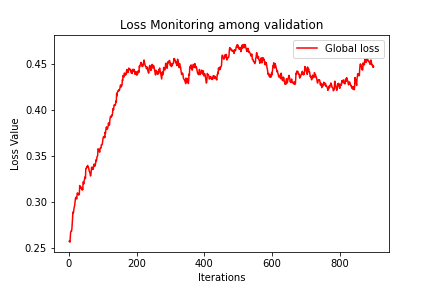 Loss Monitoring among validation
Global loss
Loss Value
0.45
0.40
0.35
0.30
0.25
0
200
400
600
800
Iterations